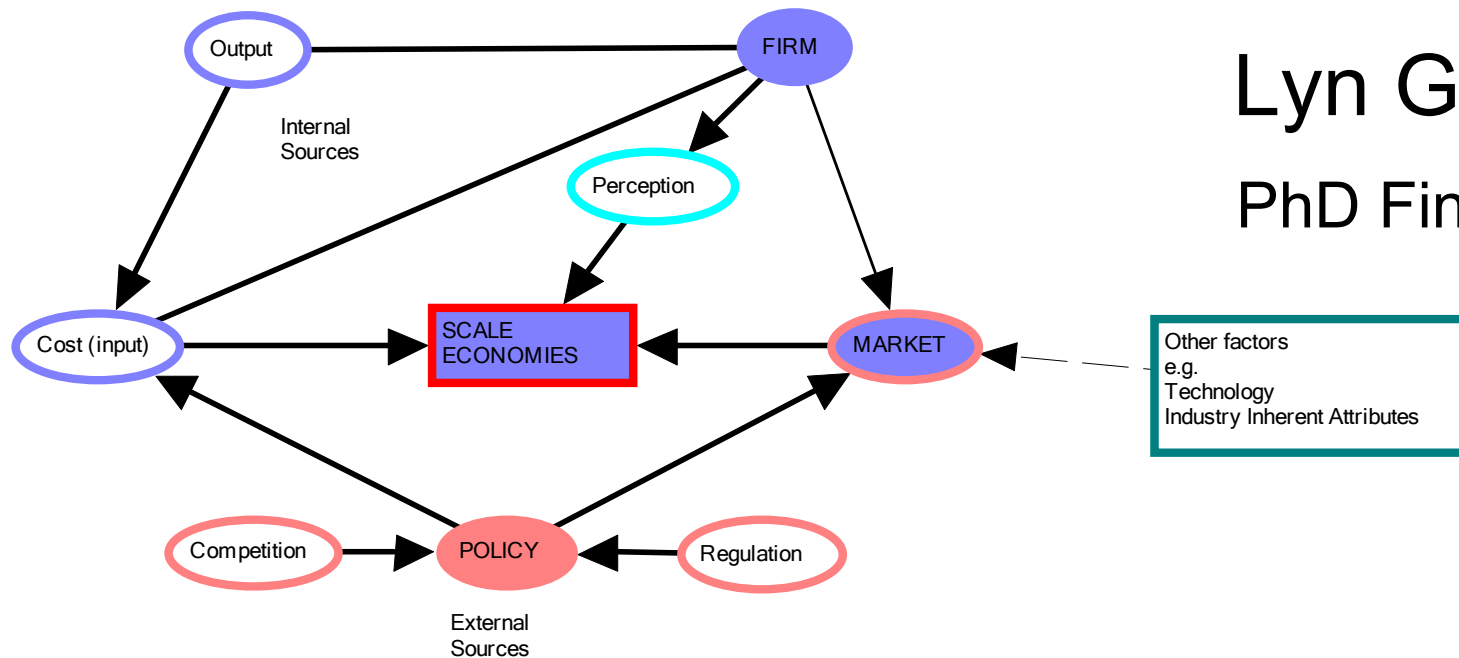 Output
FIRM
Lyn G
Internal
Sources
Perception
PhD Fin
Cost (input)
SCALE
ECONOMIES
MARKET
Other factors
e.g.
Technology
Industry Inherent Attributes
Competition
POLICY
Regulation
External
Sources